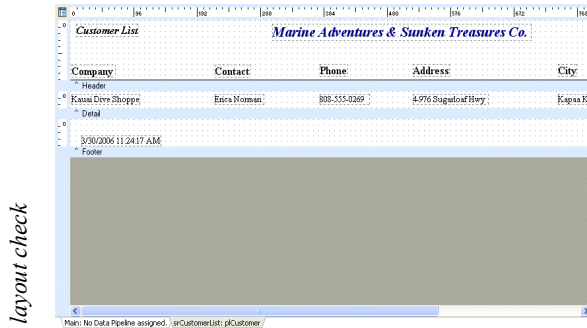 0 96 192 288 384 480 576 672 768
Customer List Marine Adventures & Sunken Treasures Co.
Company Contact Phone Address City
^ Header
Kauai Dive Shoppe Erica Norman 808-555-0269 4-976 Sugarloaf Hwy Kapaa K
^ Detail
3/30/2006 11:24:17 AM
^ Footer
Main: No Data Pipeline assigned. srCustomerList: plCustomer
layout check